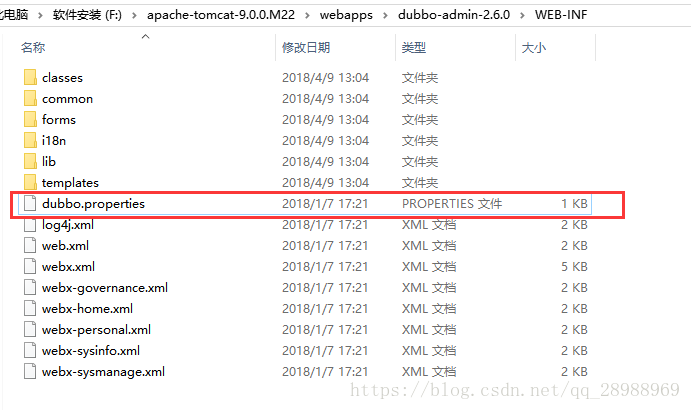 比电脑 > 软件安装 (F:) > apache-tomcat-9.0.0.M22 > webapps > dubbo-admin-2.6.0 > WEB-INF
名称 修改日期 类型 大小
classes 2018/4/9 13:04 文件夹
common 2018/4/9 13:04 文件夹
forms 2018/4/9 13:04 文件夹
i18n 2018/4/9 13:04 文件夹
lib 2018/4/9 13:04 文件夹
templates 2018/4/9 13:04 文件夹
dubbo.properties 2018/1/7 17:21 PROPERTIES 文件 1 KB
log4j.xml 2018/1/7 17:21 XML 文档 2 KB
web.xml 2018/1/7 17:21 XML 文档 2 KB
webx.xml 2018/1/7 17:21 XML 文档 5 KB
webx-governance.xml 2018/1/7 17:21 XML 文档 2 KB
webx-home.xml 2018/1/7 17:21 XML 文档 2 KB
webx-personal.xml 2018/1/7 17:21 XML 文档 2 KB
webx-sysinfo.xml 2018/1/7 17:21 XML 文档 2 KB
webx-sysmanage.xml 2018/1/7 17:21 XML 文档 2 KB
https://blog.csdn.net/qq_28988969